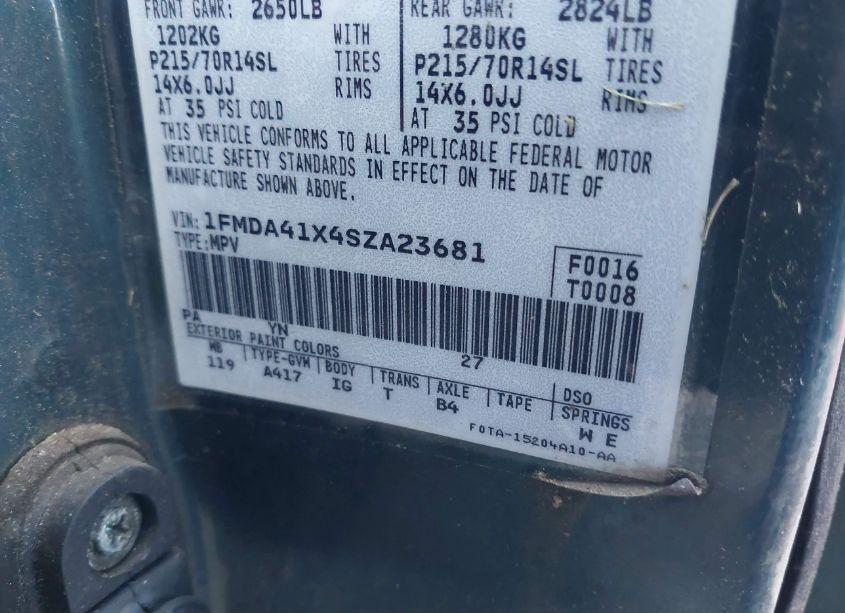 FRONT GAWR: 2650LB REAR GAWR: 2824LB
1202KG WITH 1280KG WITH
P215/70R14SL TIRES P215/70R14SL TIRES
14X6.0JJ RIMS 14X6.0JJ RIMS
AT 35 PSI COLD AT 35 PSI COLD
THIS VEHICLE CONFORMS TO ALL APPLICABLE FEDERAL MOTOR
VEHICLE SAFETY STANDARDS IN EFFECT ON THE DATE OF
MANUFACTURE SHOWN ABOVE.
VIN: 1FMDA41X4SZA23681
TYPE: MPV
F0016
T0008
PA YN 27
EXTERIOR PAINT COLORS DSO
WB TYPE-GVM BODY TRANS AXLE TAPE SPRINGS
119 A417 IG T B4 W E
F0TA-15204A10-AA